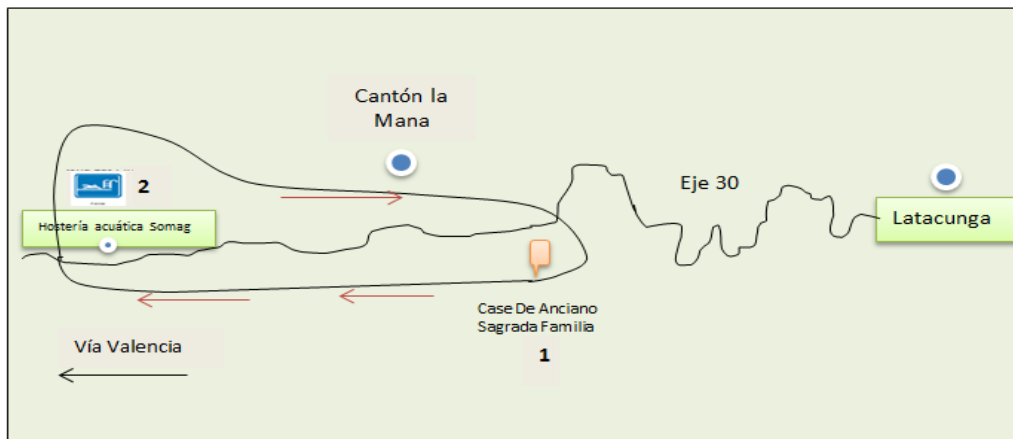 Cantón la
Mana
Eje 30
Latacunga
2
Hostería acuática Somag
Case De Anciano
Sagrada Familia
1
Vía Valencia